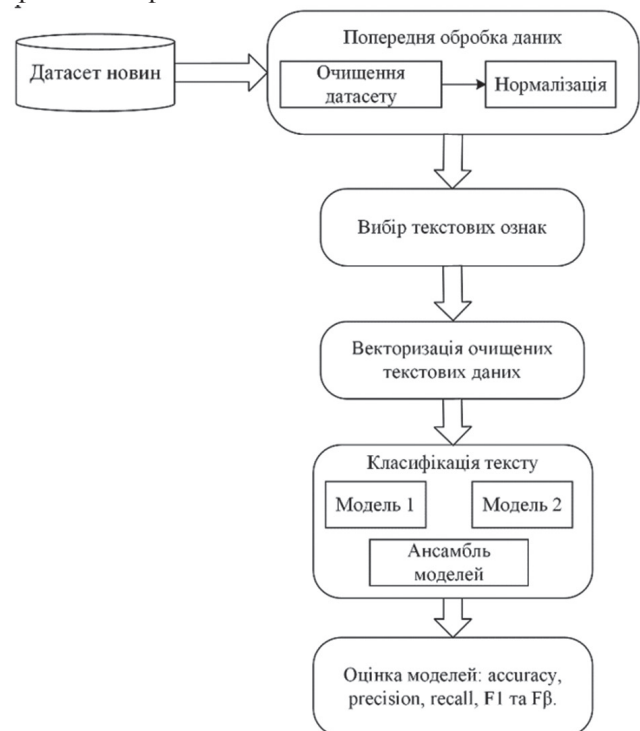 Датасет новин
Попередня обробка даних
Очищення
датасету
Нормалізація
Вибір текстових ознак
Векторизація очищених
текстових даних
Класифікація тексту
Модель 1
Модель 2
Ансамбль
моделей
Оцінка моделей: accuracy,
precision, recall, F1 та Fβ.